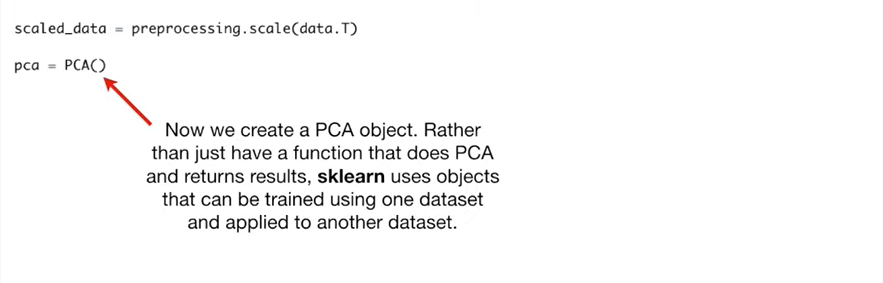 scaled_data = preprocessing.scale(data.T)
pca = PCA()
Now we create a PCA object. Rather
than just have a function that does PCA
and returns results, sklearn uses objects
that can be trained using one dataset
and applied to another dataset.